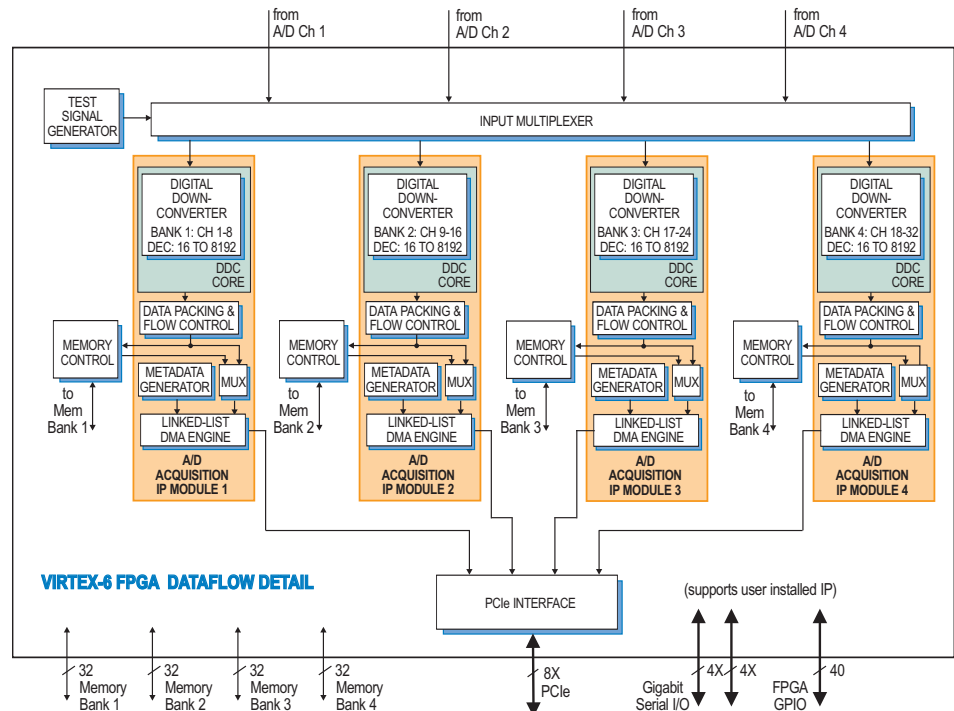 from
A/D Ch 1
from
A/D Ch 2
from
A/D Ch 3
from
A/D Ch 4
TEST
SIGNAL
GENERATOR
INPUT MULTIPLEXER
DIGITAL
DOWN-
CONVERTER
BANK 1: CH 1-8
DEC: 16 TO 8192
DDC
CORE
DATA PACKING &
FLOW CONTROL
MEMORY
CONTROL
METADATA
GENERATOR
MUX
to
Mem
Bank 1
LINKED-LIST
DMA ENGINE
A/D
ACQUISITION
IP MODULE 1
DIGITAL
DOWN-
CONVERTER
BANK 2: CH 9-16
DEC: 16 TO 8192
DDC
CORE
DATA PACKING &
FLOW CONTROL
MEMORY
CONTROL
METADATA
GENERATOR
MUX
to
Mem
Bank 2
LINKED-LIST
DMA ENGINE
A/D
ACQUISITION
IP MODULE 2
DIGITAL
DOWN-
CONVERTER
BANK 3: CH 17-24
DEC: 16 TO 8192
DDC
CORE
DATA PACKING &
FLOW CONTROL
MEMORY
CONTROL
METADATA
GENERATOR
MUX
to
Mem
Bank 3
LINKED-LIST
DMA ENGINE
A/D
ACQUISITION
IP MODULE 3
DIGITAL
DOWN-
CONVERTER
BANK 4: CH 18-32
DEC: 16 TO 8192
DDC
CORE
DATA PACKING &
FLOW CONTROL
MEMORY
CONTROL
METADATA
GENERATOR
MUX
to
Mem
Bank 4
LINKED-LIST
DMA ENGINE
A/D
ACQUISITION
IP MODULE 4
VIRTEX-6 FPGA DATAFLOW DETAIL
PCIe INTERFACE
(supports user installed IP)
32
Memory
Bank 1
32
Memory
Bank 2
32
Memory
Bank 3
32
Memory
Bank 4
8X
PCIe
4X
4X
Gigabit
Serial I/O
40
FPGA
GPIO